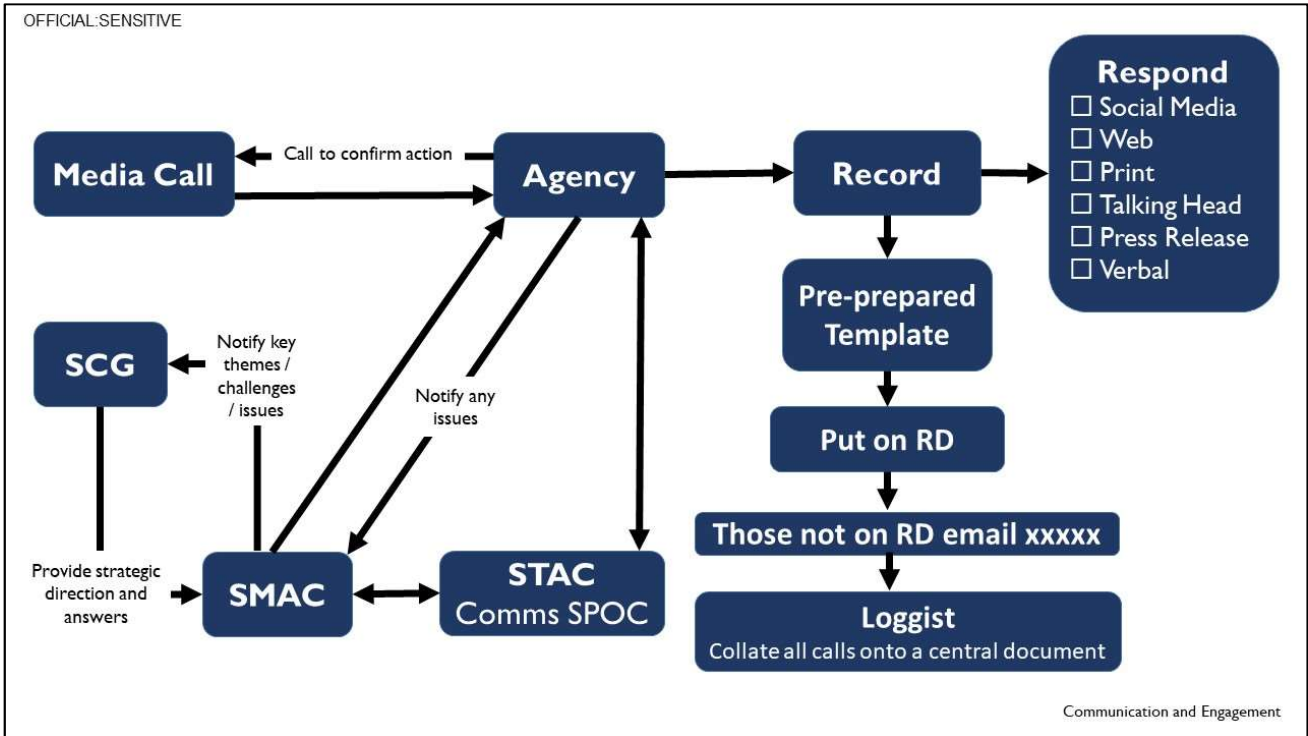 OFFICIAL:SENSITIVE
Media Call
Call to confirm action
Agency
Record
Respond
☐ Social Media
☐ Web
☐ Print
☐ Talking Head
☐ Press Release
☐ Verbal
Pre-prepared
Template
SCG
Notify key
themes /
challenges
/ issues
Notify any
issues
Put on RD
Those not on RD email xxxxx
Provide strategic
direction and
answers
SMAC
STAC
Comms SPOC
Loggist
Collate all calls onto a central document
Communication and Engagement